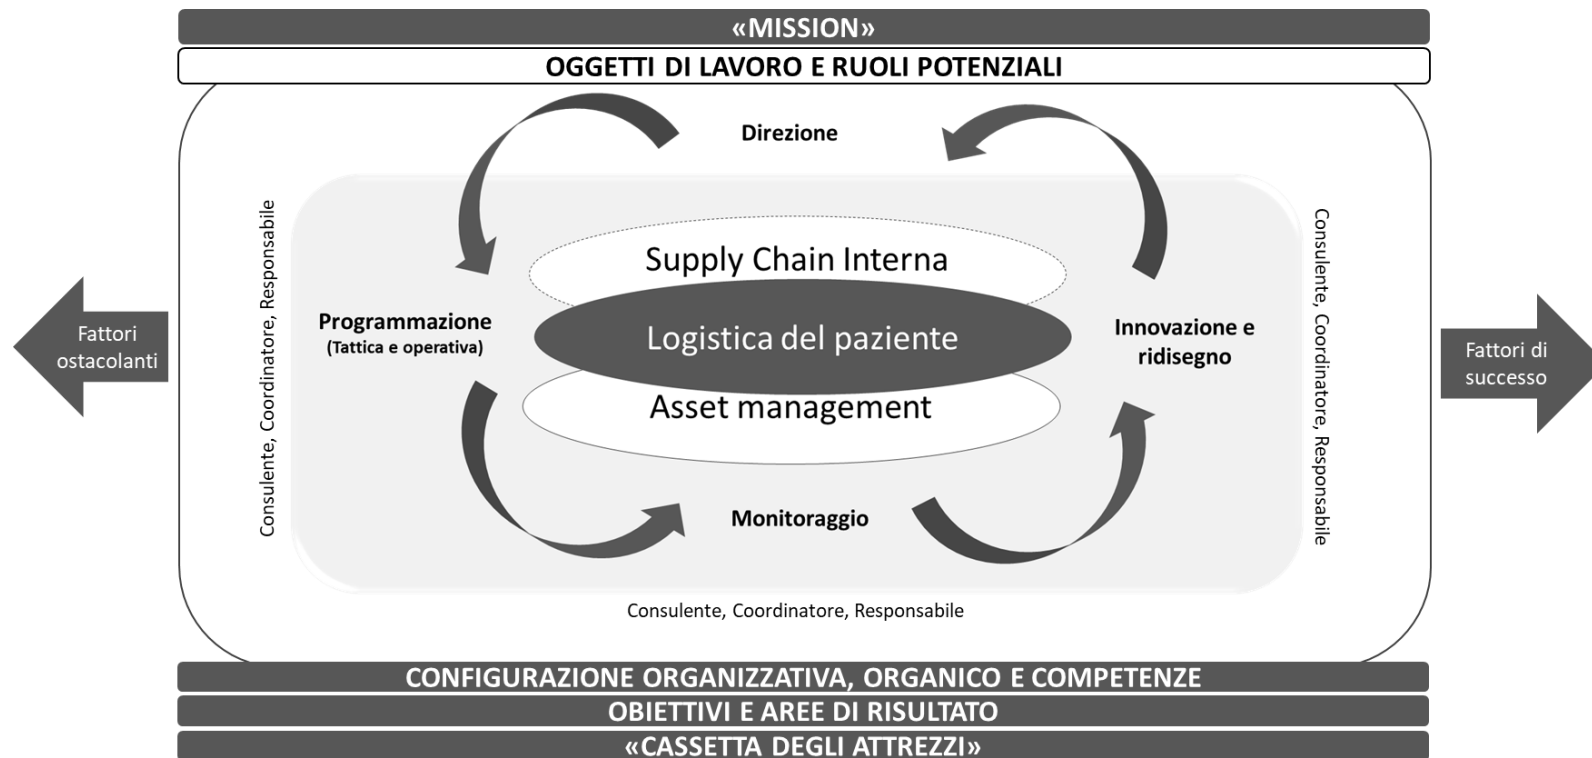 «MISSION»
OGGETTI DI LAVORO E RUOLI POTENZIALI
Direzione
Consulente, Coordinatore, Responsabile
Consulente, Coordinatore, Responsabile
Supply Chain Interna
Programmazione
(Tattica e operativa)
Logistica del paziente
Innovazione e
ridisegno
Fattori
ostacolanti
Fattori di
successo
Asset management
Monitoraggio
Consulente, Coordinatore, Responsabile
CONFIGURAZIONE ORGANIZZATIVA, ORGANICO E COMPETENZE
OBIETTIVI E AREE DI RISULTATO
«CASSETTA DEGLI ATTREZZI»